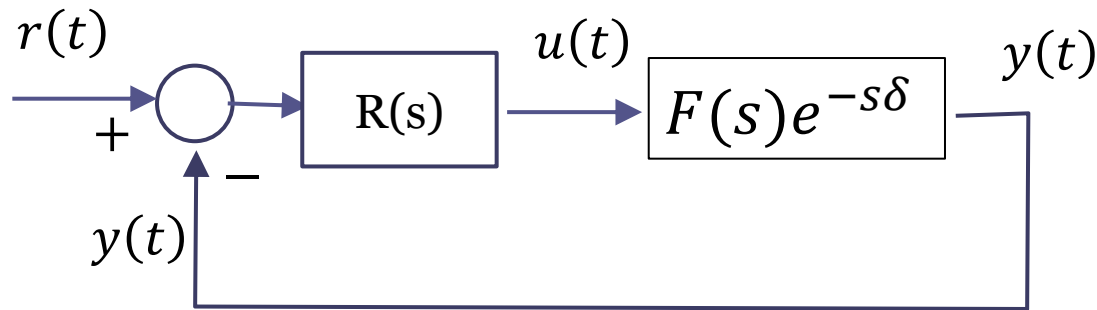 r(t)
u(t)
y(t)
R(s)
F(s)e^{-sδ}
+
−
y(t)